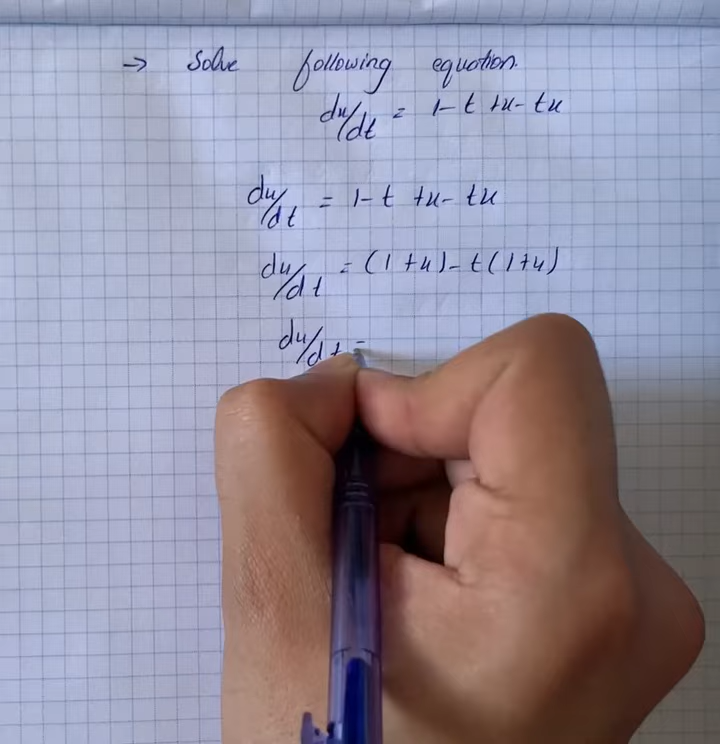 → Solve following equation.
du/dt = 1-t +u-tu
du/dt = 1-t +u-tu
du/dt = (1+u)-t(1+u)
du/dt =